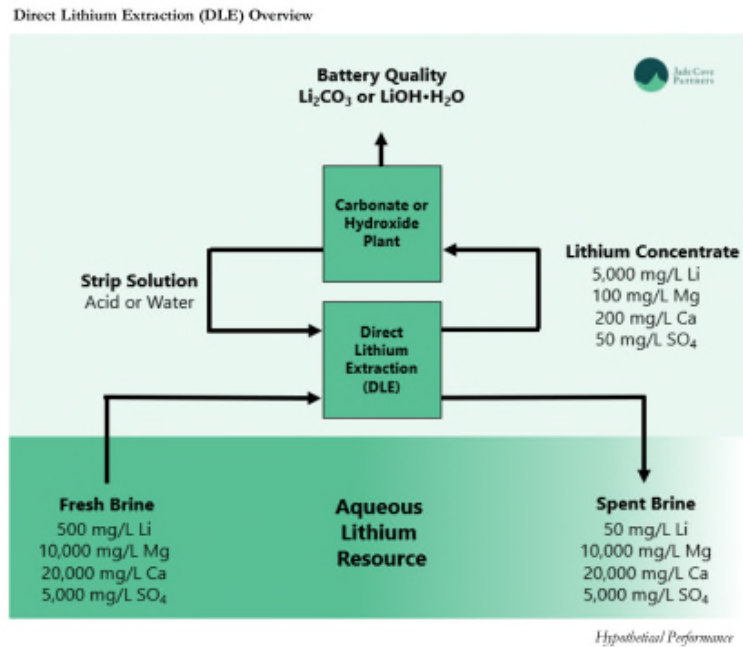 Direct Lithium Extraction (DLE) Overview
Jade Cove
Partners
Battery Quality
Li₂CO₃ or LiOH•H₂O
Carbonate or
Hydroxide
Plant
Strip Solution
Acid or Water
Lithium Concentrate
5,000 mg/L Li
100 mg/L Mg
200 mg/L Ca
50 mg/L SO₄
Direct
Lithium
Extraction
(DLE)
Fresh Brine
500 mg/L Li
10,000 mg/L Mg
20,000 mg/L Ca
5,000 mg/L SO₄
Aqueous
Lithium
Resource
Spent Brine
50 mg/L Li
10,000 mg/L Mg
20,000 mg/L Ca
5,000 mg/L SO₄
Hypothetical Performance